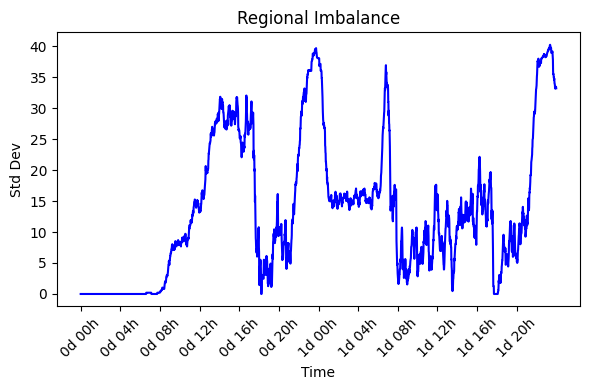 Regional Imbalance
Std Dev
40
35
30
25
20
15
10
5
0
0d 00h
0d 04h
0d 08h
0d 12h
0d 16h
0d 20h
1d 00h
1d 04h
1d 08h
1d 12h
1d 16h
1d 20h
Time